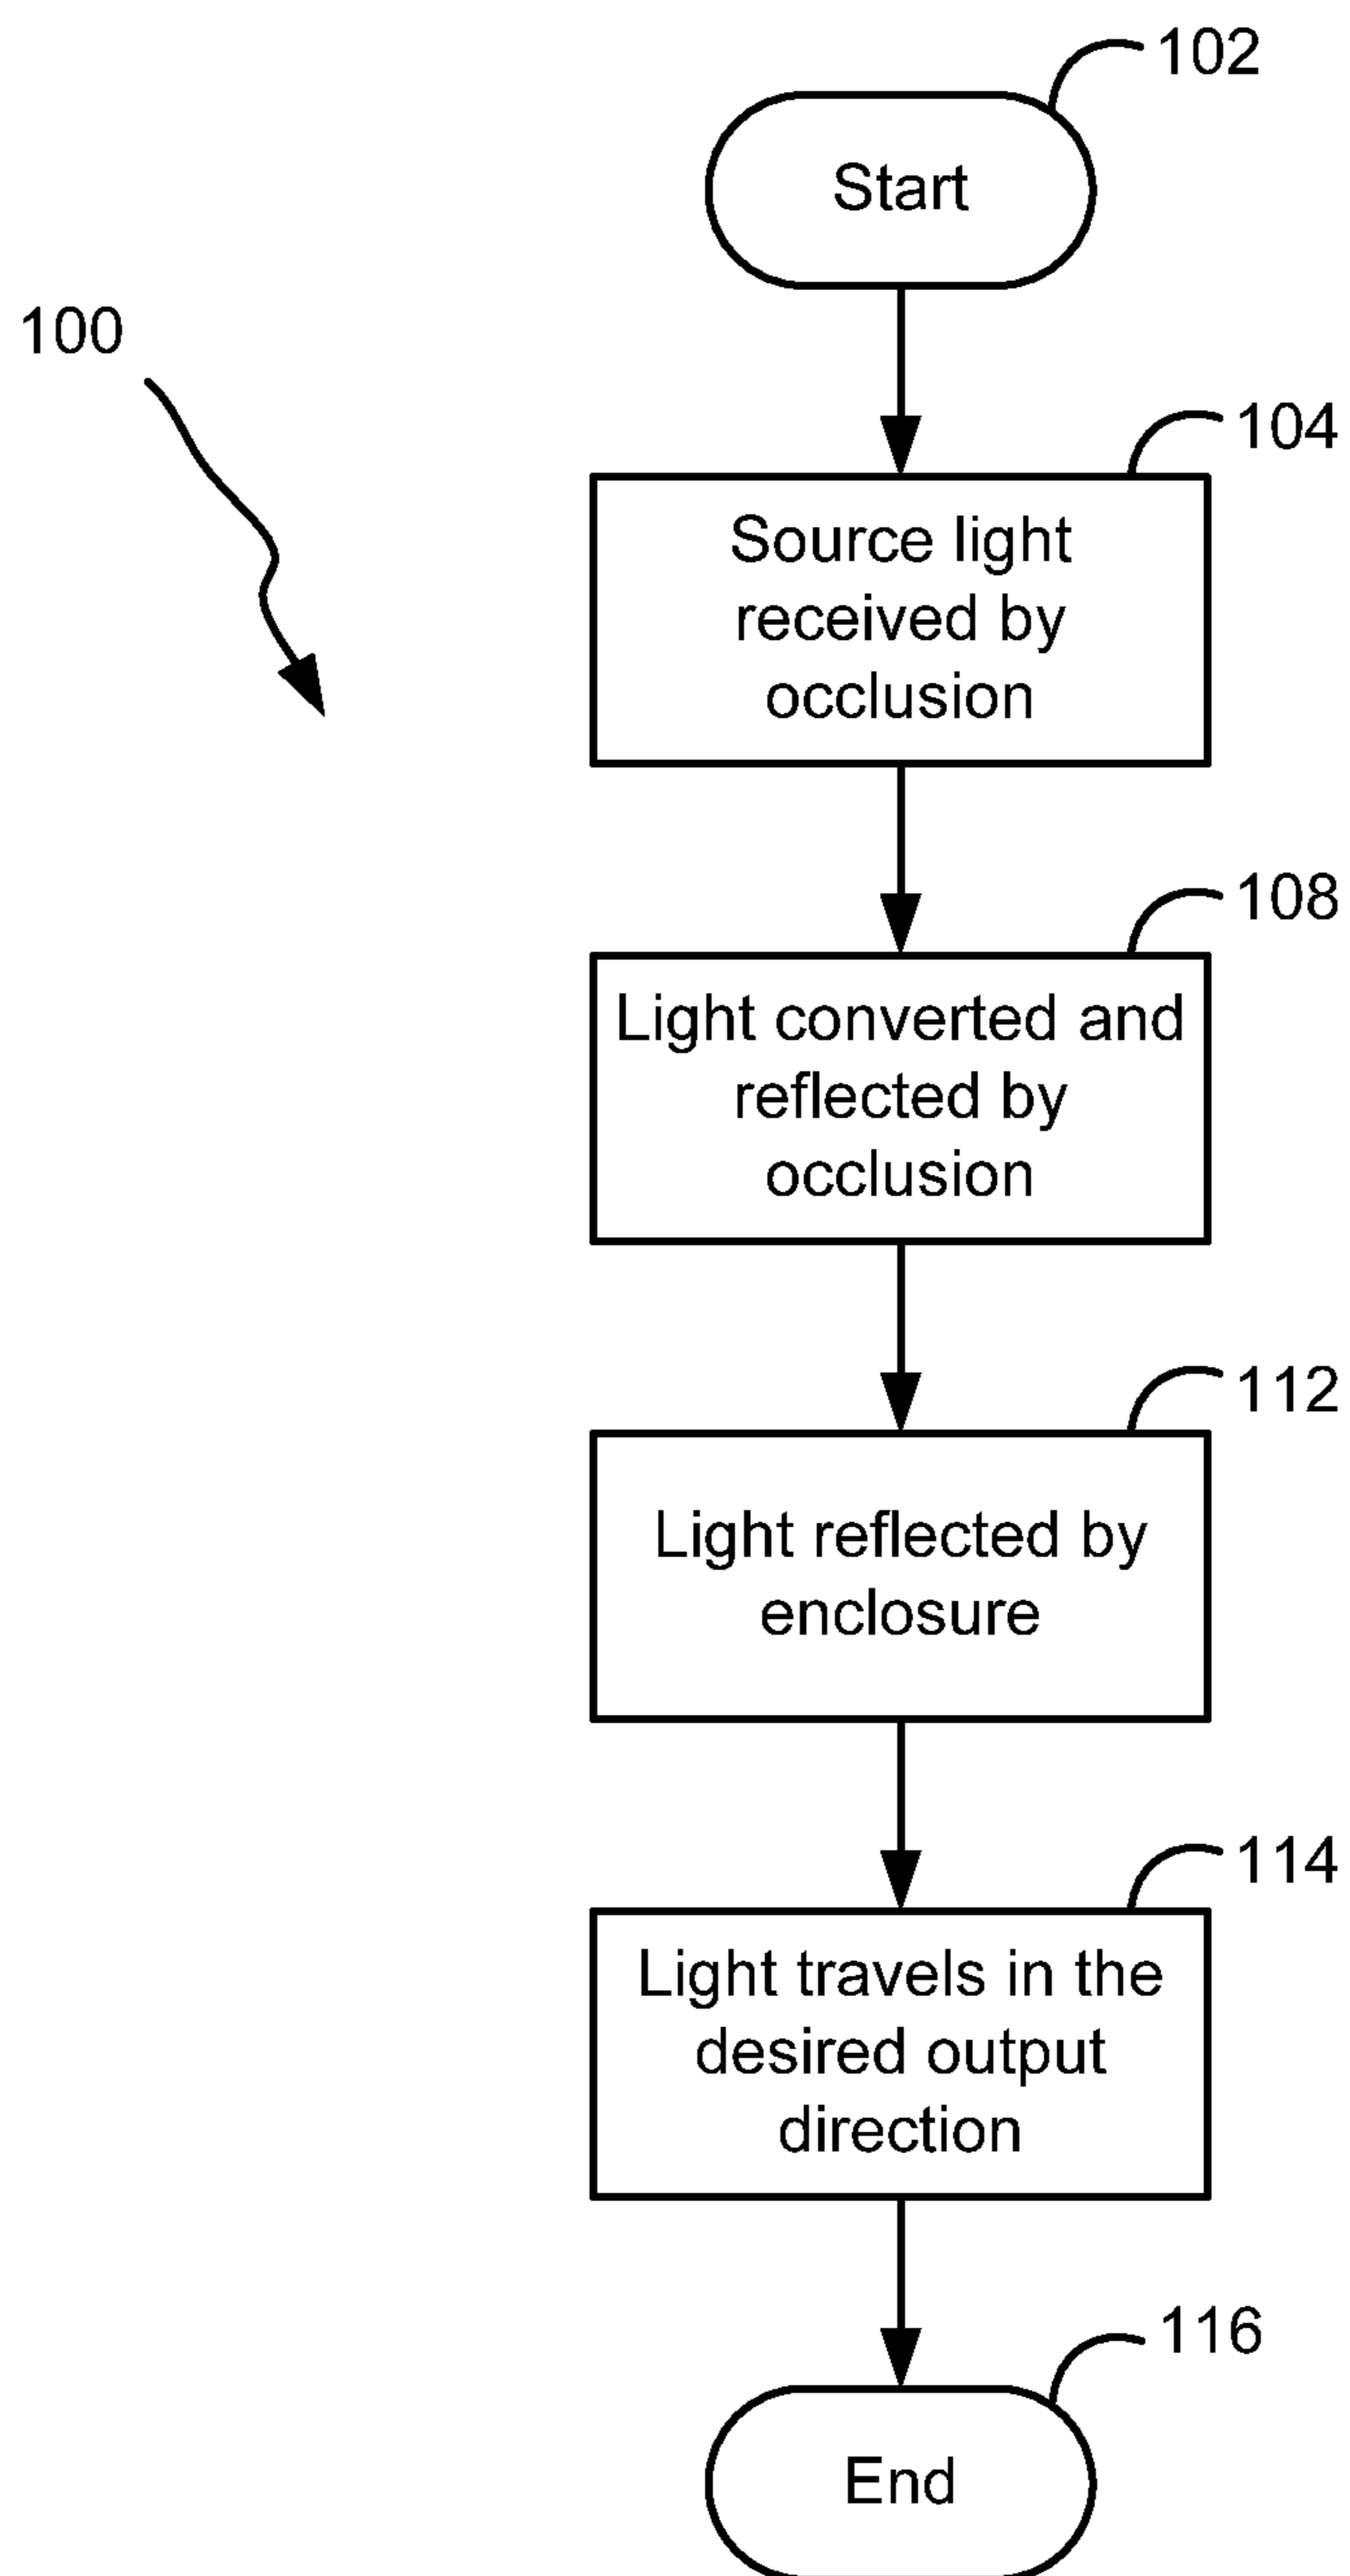 102
Start
100
104
Source light
received by
occlusion
108
Light converted and
reflected by
occlusion
112
Light reflected by
enclosure
114
Light travels in the
desired output
direction
116
End